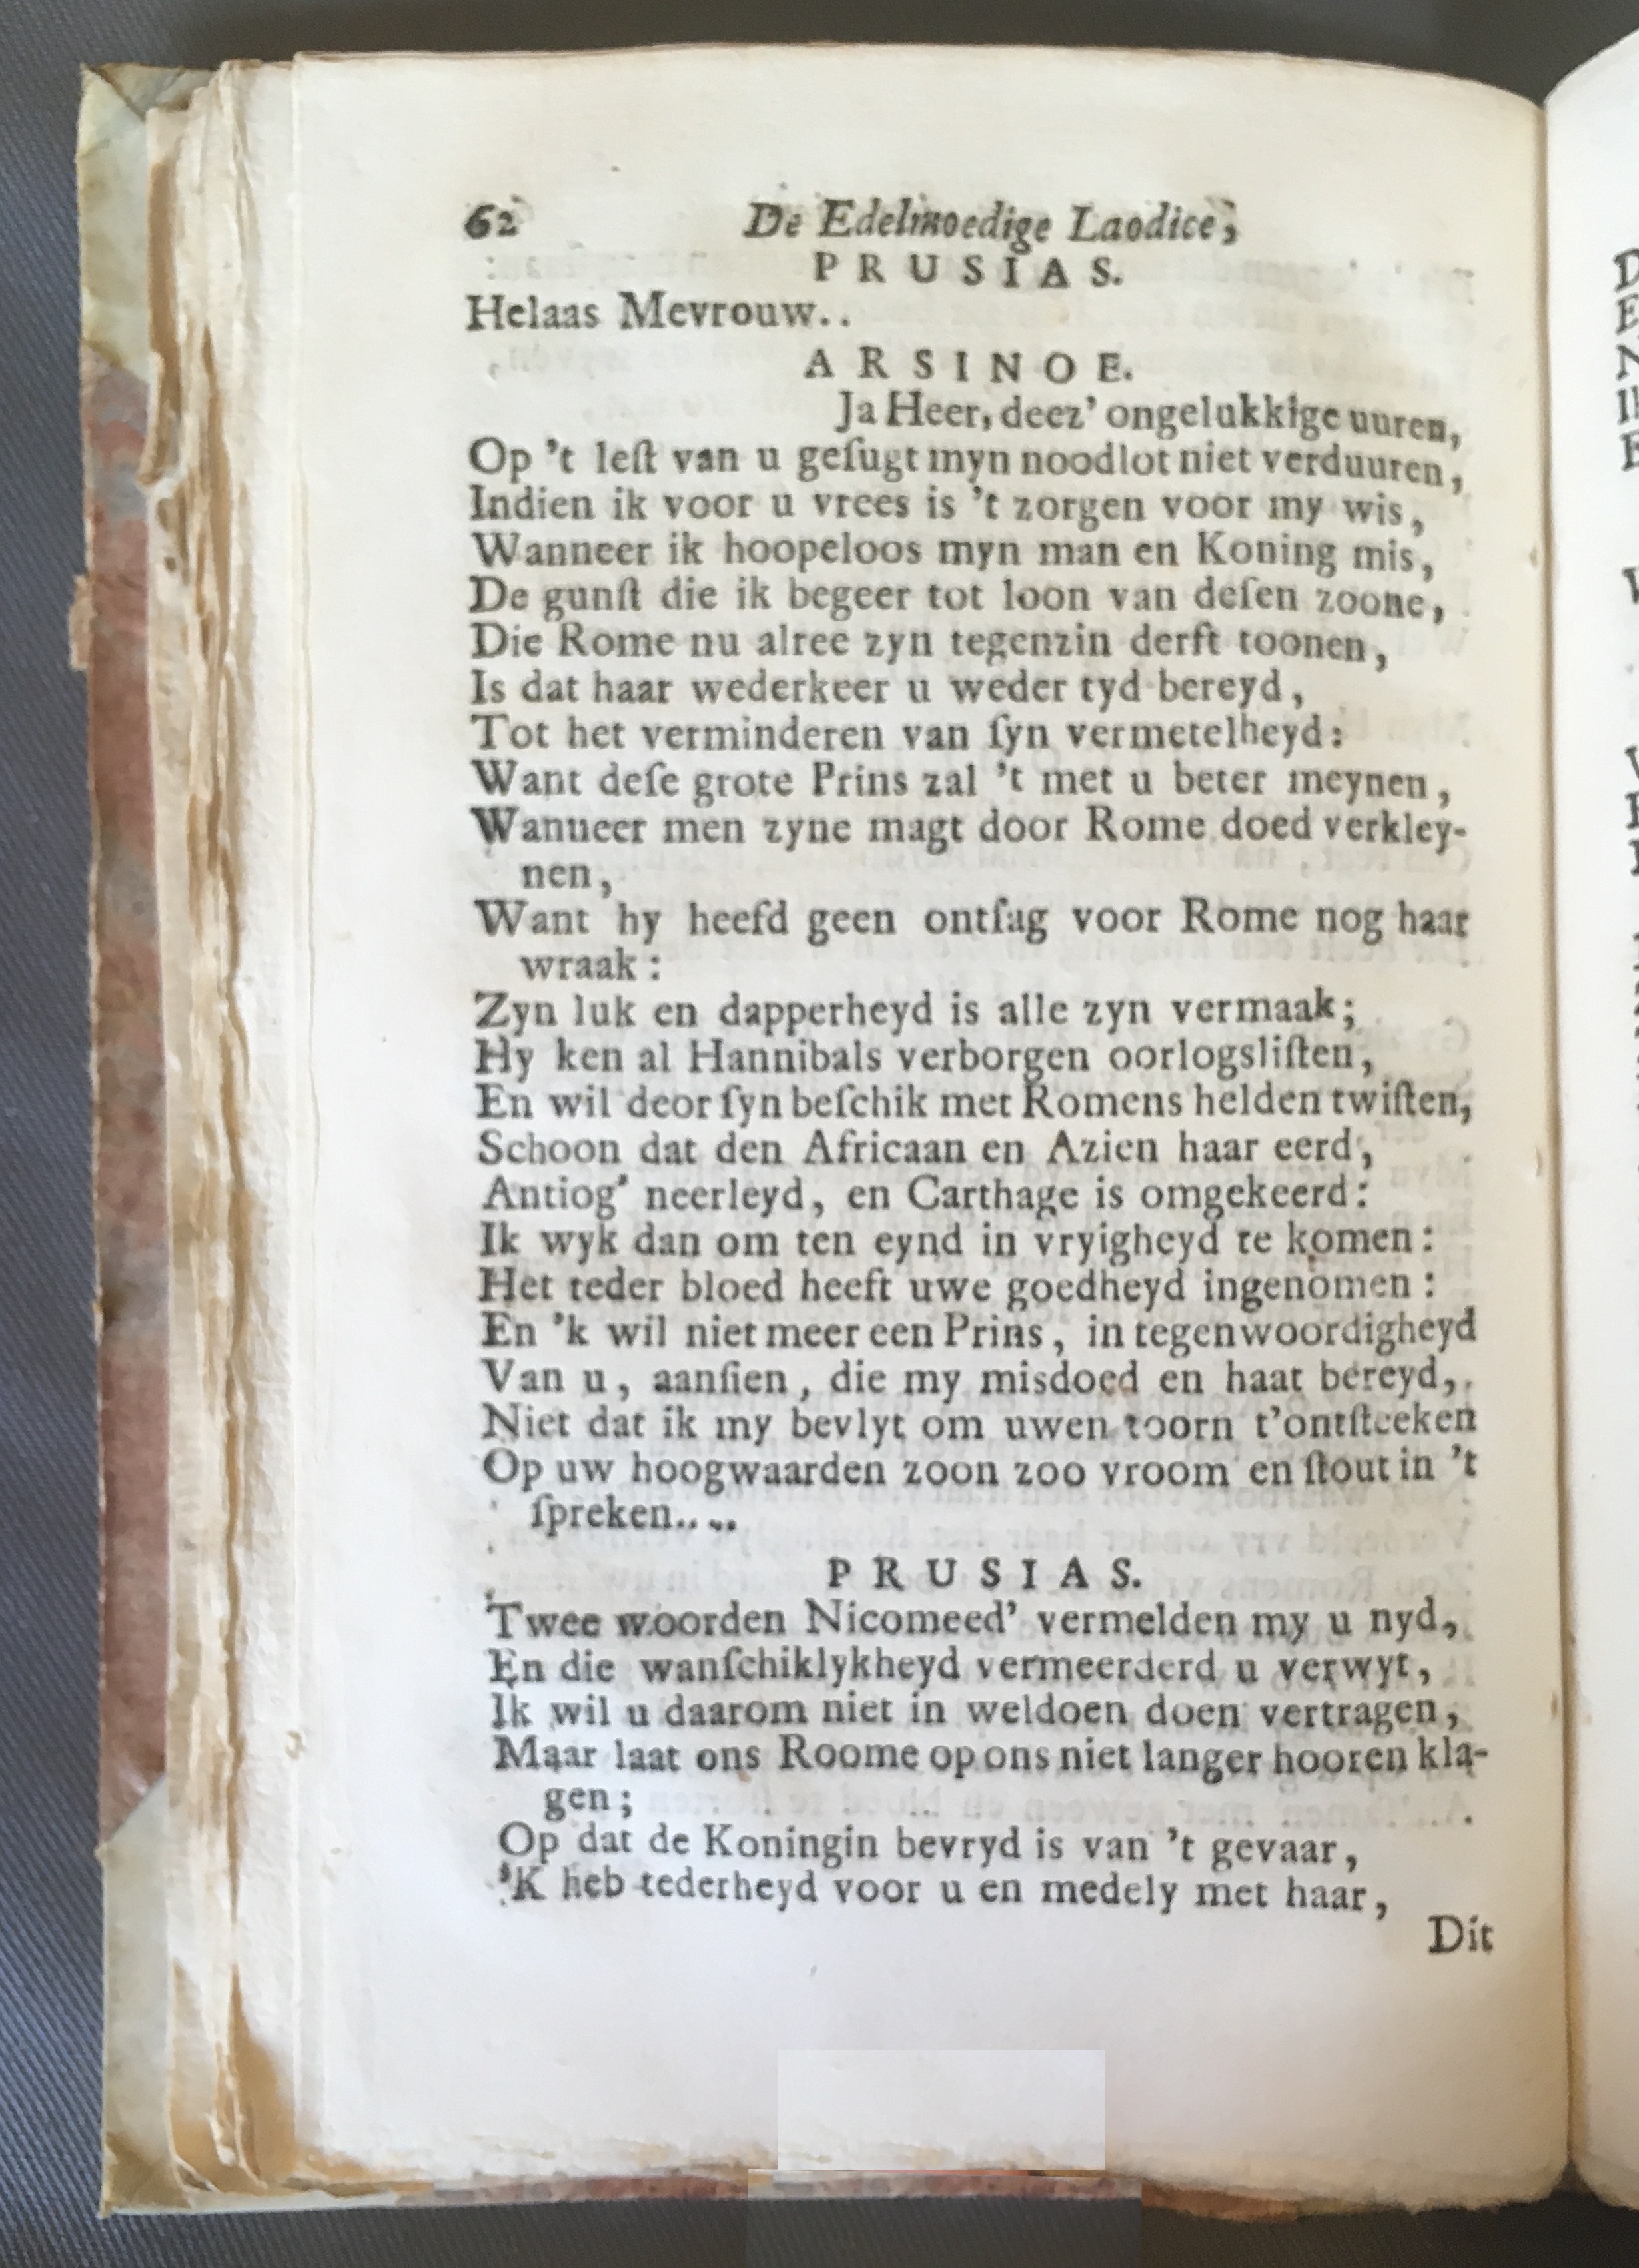 62 De Edelmoedige Laodice,
PRUSIAS.
Helaas Mevrouw..
ARSINOE.
Ja Heer, deez' ongelukkige uuren,
Op 't leſt van u geſugt myn noodlot niet verduuren,
Indien ik voor u vrees is 't zorgen voor my wis,
Wanneer ik hoopeloos myn man en Koning mis,
De gunſt die ik begeer tot loon van deſen zoone,
Die Rome nu alree zyn tegenzin derft toonen,
Is dat haar wederkeer u weder tyd bereyd,
Tot het verminderen van ſyn vermetelheyd:
Want deſe grote Prins zal 't met u beter meynen,
Wanueer men zyne magt door Rome doed verkley-
nen,
Want hy heefd geen ontſag voor Rome nog haar
wraak:
Zyn luk en dapperheyd is alle zyn vermaak;
Hy ken al Hannibals verborgen oorlogsliſten,
En wil deor ſyn beſchik met Romens helden twiſten,
Schoon dat den Africaan en Azien haar eerd,
Antiog' neerleyd, en Carthage is omgekeerd:
Ik wyk dan om ten eynd in vryigheyd te komen:
Het teder bloed heeft uwe goedheyd ingenomen:
En 'k wil niet meer een Prins, in tegenwoordigheyd
Van u, aanſien, die my misdoed en haat bereyd,
Niet dat ik my bevlyt om uwen toorn t'ontſteeken
Op uw hoogwaarden zoon zoo vroom en ſtout in 't
ſpreken....
PRUSIAS.
Twee woorden Nicomeed' vermelden my u nyd,
En die wanſchiklykheyd vermeerderd u verwyt,
Ik wil u daarom niet in weldoen doen vertragen,
Maar laat ons Roome op ons niet langer hooren kla-
gen;
Op dat de Koningin bevryd is van 't gevaar,
'K heb tederheyd voor u en medely met haar,
Dit